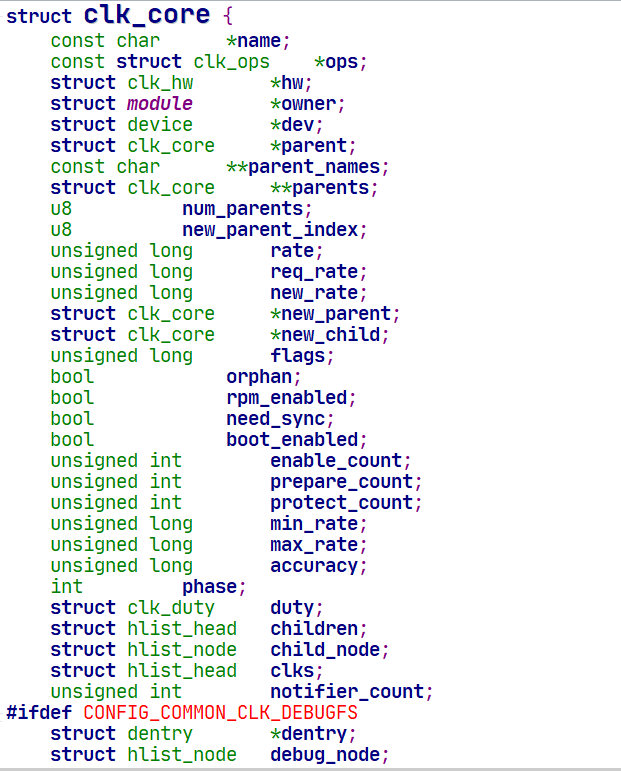 struct clk_core {
    const char      *name;
    const struct clk_ops    *ops;
    struct clk_hw       *hw;
    struct module       *owner;
    struct device       *dev;
    struct clk_core     *parent;
    const char      **parent_names;
    struct clk_core     **parents;
    u8          num_parents;
    u8          new_parent_index;
    unsigned long       rate;
    unsigned long       req_rate;
    unsigned long       new_rate;
    struct clk_core     *new_parent;
    struct clk_core     *new_child;
    unsigned long       flags;
    bool            orphan;
    bool            rpm_enabled;
    bool            need_sync;
    bool            boot_enabled;
    unsigned int        enable_count;
    unsigned int        prepare_count;
    unsigned int        protect_count;
    unsigned long       min_rate;
    unsigned long       max_rate;
    unsigned long       accuracy;
    int         phase;
    struct clk_duty     duty;
    struct hlist_head   children;
    struct hlist_node   child_node;
    struct hlist_head   clks;
    unsigned int        notifier_count;
#ifdef CONFIG_COMMON_CLK_DEBUGFS
    struct dentry       *dentry;
    struct hlist_node   debug_node;